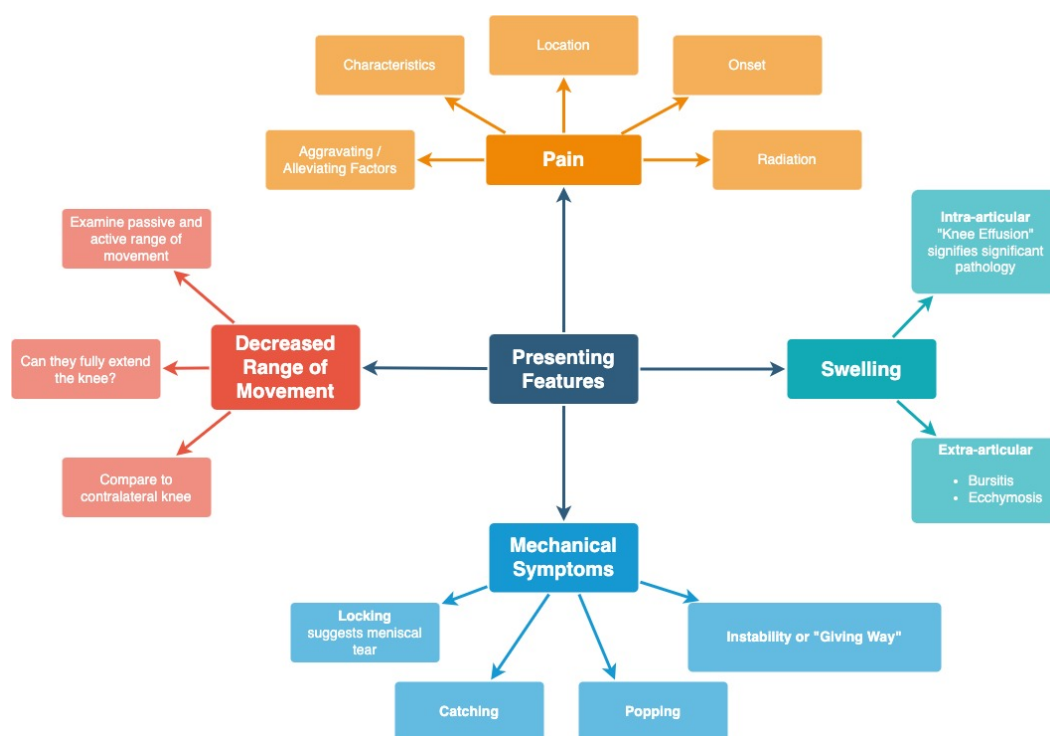 Location
Characteristics
Onset
Aggravating /
Alleviating Factors
Pain
Radiation
Examine passive and
active range of
movement
Intra-articular
"Knee Effusion"
signifies significant
pathology
Can they fully extend
the knee?
Decreased
Range of
Movement
Presenting
Features
Swelling
Compare to
contralateral knee
Extra-articular
• Bursitis
• Ecchymosis
Mechanical
Symptoms
Locking
suggests meniscal
tear
Instability or "Giving Way"
Catching
Popping